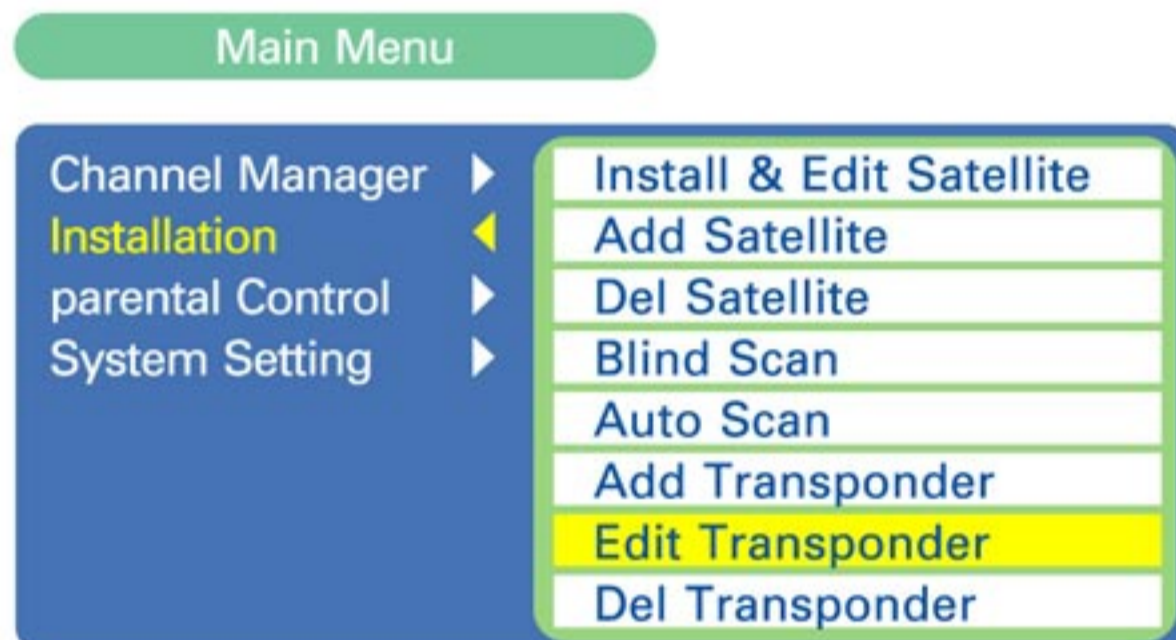 Main Menu
Channel Manager
Installation
parental Control
System Setting
Install & Edit Satellite
Add Satellite
Del Satellite
Blind Scan
Auto Scan
Add Transponder
Edit Transponder
Del Transponder